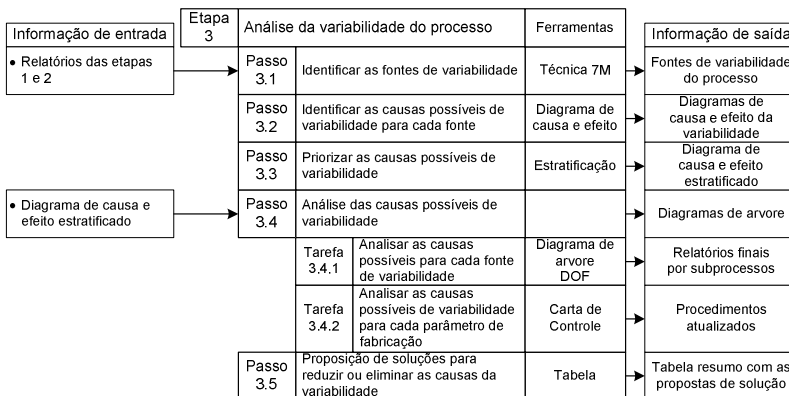 Informação de entrada
Etapa
3
Análise da variabilidade do processo
Ferramentas
Informação de saída
• Relatórios das etapas
1 e 2
Passo
3.1
Identificar as fontes de variabilidade
Técnica 7M
Fontes de variabilidade
do processo
Passo
3.2
Identificar as causas possíveis de
variabilidade para cada fonte
Diagrama de
causa e efeito
Diagramas de
causa e efeito da
variabilidade
Passo
3.3
Priorizar as causas possíveis de
variabilidade
Estratificação
Diagrama de
causa e efeito
estratificado
• Diagrama de causa e
efeito estratificado
Passo
3.4
Análise das causas possíveis de
variabilidade
Diagramas de arvore
Tarefa
3.4.1
Analisar as causas
possíveis para cada fonte
de variabilidade
Diagrama de
arvore
DOF
Relatórios finais
por subprocessos
Tarefa
3.4.2
Analisar as causas
possíveis de variabilidade
para cada parâmetro de
fabricação
Carta de
Controle
Procedimentos
atualizados
Passo
3.5
Proposição de soluções para
reduzir ou eliminar as causas da
variabilidade
Tabela
Tabela resumo com as
propostas de solução